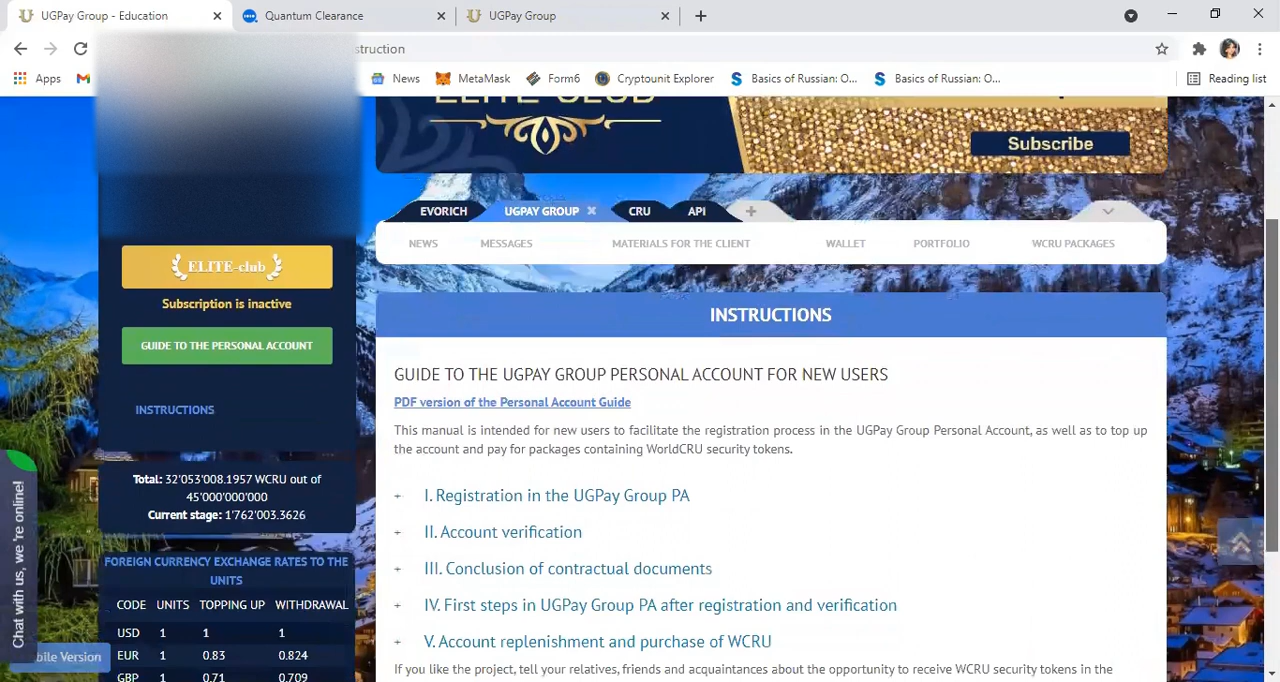 UGPay Group - Education
Quantum Clearance
UGPay Group
struction
Apps
News
MetaMask
Form6
Cryptounit Explorer
Basics of Russian: O...
Basics of Russian: O...
Reading list
ELITE CLUB
Subscribe
EVORICH
UGPAY GROUP
CRU
API
NEWS
MESSAGES
MATERIALS FOR THE CLIENT
WALLET
PORTFOLIO
WCRU PACKAGES
ELITE-club
Subscription is inactive
GUIDE TO THE PERSONAL ACCOUNT
INSTRUCTIONS
Total: 32'053'008.1957 WCRU out of
45'000'000'000
Current stage: 1'762'003.3626
FOREIGN CURRENCY EXCHANGE RATES TO THE
UNITS
CODE UNITS TOPPING UP WITHDRAWAL
USD 1 1 1
EUR 1 0.83 0.824
GBP 1 0.71 0.709
Chat with us, we 're online!
bile Version
INSTRUCTIONS
GUIDE TO THE UGPAY GROUP PERSONAL ACCOUNT FOR NEW USERS
PDF version of the Personal Account Guide
This manual is intended for new users to facilitate the registration process in the UGPay Group Personal Account, as well as to top up
the account and pay for packages containing WorldCRU security tokens.
+ I. Registration in the UGPay Group PA
+ II. Account verification
+ III. Conclusion of contractual documents
+ IV. First steps in UGPay Group PA after registration and verification
+ V. Account replenishment and purchase of WCRU
If you like the project, tell your relatives, friends and acquaintances about the opportunity to receive WCRU security tokens in the